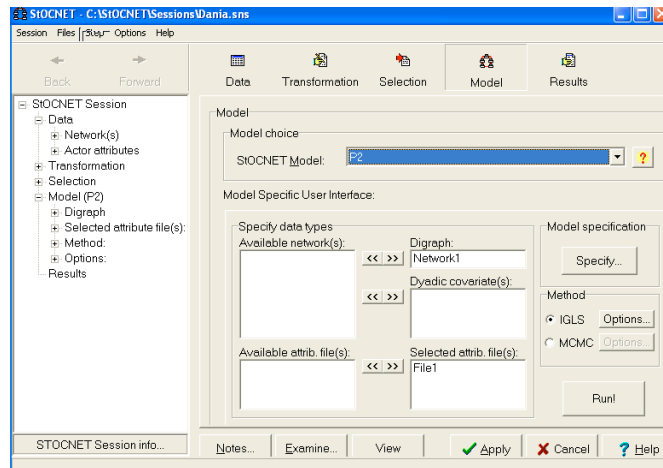 StOCNET - C:\StOCNET\Sessions\Dania.sns
Session Files Step Options Help
Back Forward Data Transformation Selection Model Results
StOCNET Session
Data
Network(s)
Actor attributes
Transformation
Selection
Model (P2)
Digraph
Selected attribute file(s):
Method:
Options:
Results
STOCNET Session info...
Model
Model choice
StOCNET Model: P2 ?
Model Specific User Interface:
Specify data types
Available network(s): << >> Digraph:
Network1
<< >> Dyadic covariate(s):
Available attrib. file(s): << >> Selected attrib. file(s):
File1
Model specification
Specify...
Method
IGLS Options...
MCMC Options...
Run!
Notes... Examine... View Apply Cancel ? Help